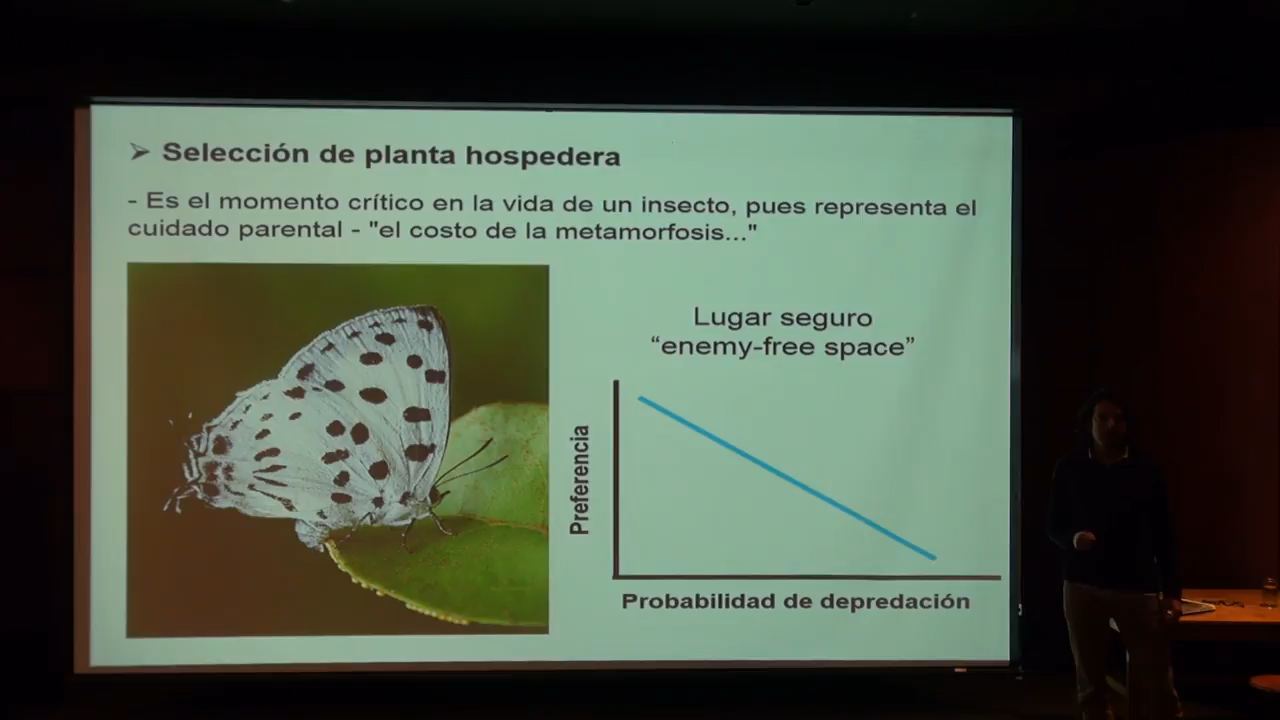 ➢ Selección de planta hospedera
- Es el momento crítico en la vida de un insecto, pues representa el
cuidado parental - "el costo de la metamorfosis..."
Lugar seguro
“enemy-free space”
Preferencia
Probabilidad de depredación